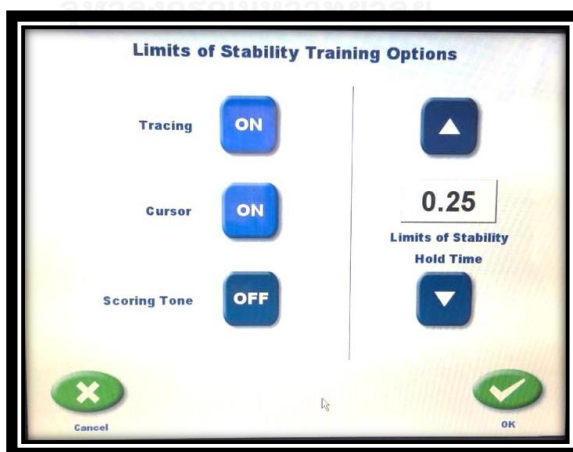 Limits of Stability Training Options
Tracing
ON
Cursor
ON
Scoring Tone
OFF
0.25
Limits of Stability
Hold Time
Cancel
OK